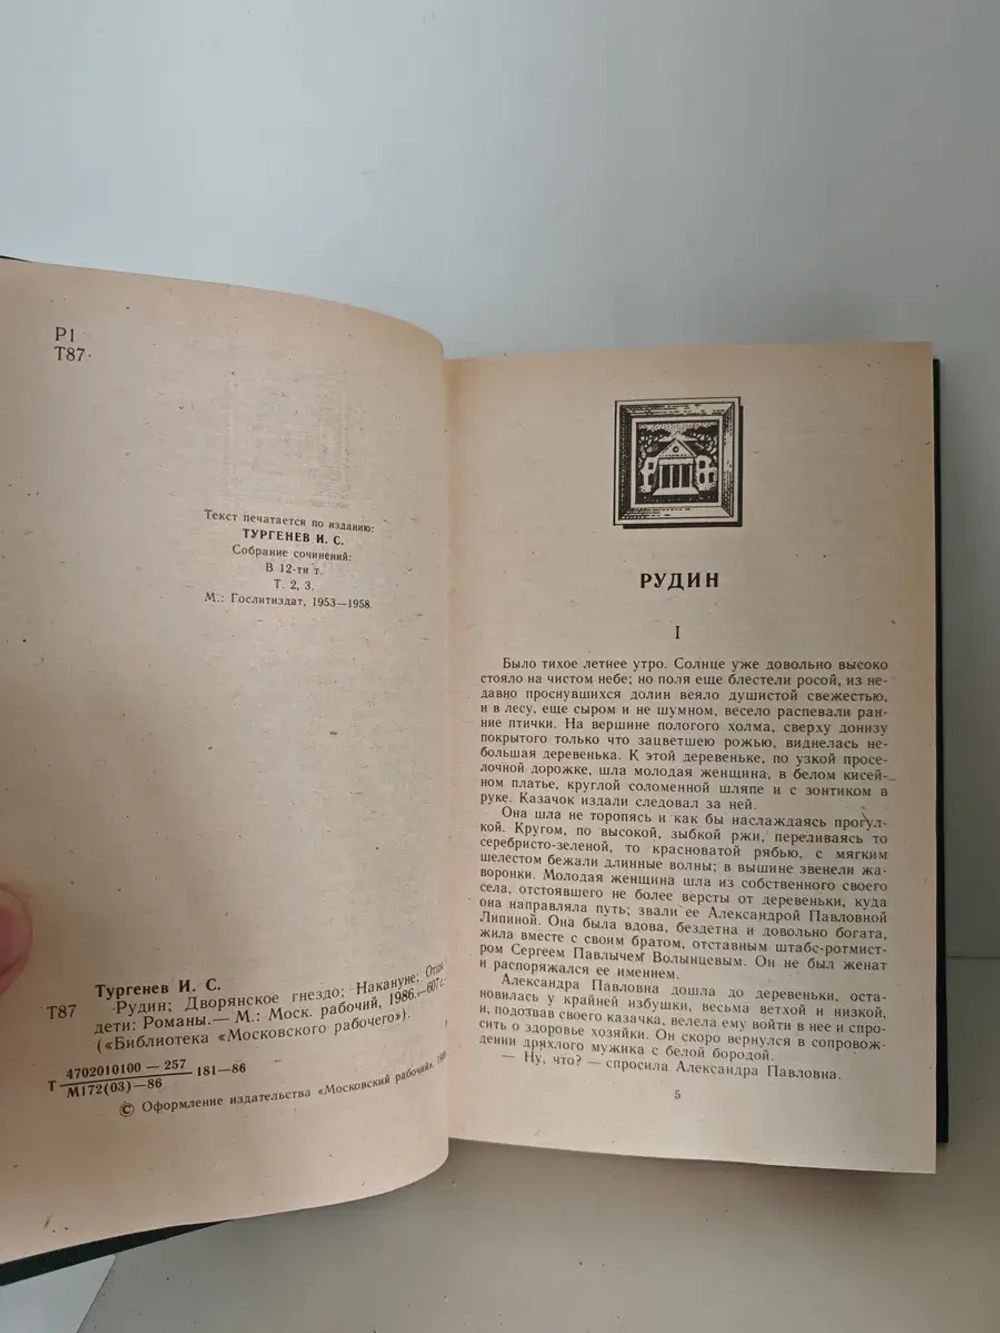 Р1
Т87
Текст печатается по изданию:
ТУРГЕНЕВ И. С.
Собрание сочинений:
В 12-ти т.
Т. 2, 3.
М.: Гослитиздат, 1953—1958.
Тургенев И. С.
Т87 Рудин; Дворянское гнездо; Накануне; Отцы
дети: Романы.— М.: Моск. рабочий, 1986.—607 с.
(«Библиотека «Московского рабочего»).
Т 4702010100 — 257
М172(03)—86 181—86
© Оформление издательства «Московский рабочий»,
РУДИН
I
Было тихое летнее утро. Солнце уже довольно высоко
стояло на чистом небе; но поля еще блестели росой, из не-
давно проснувшихся долин веяло душистой свежестью,
и в лесу, еще сыром и не шумном, весело распевали ран-
ние птички. На вершине пологого холма, сверху донизу
покрытого только что зацветшею рожью, виднелась не-
большая деревенька. К этой деревеньке, по узкой просе-
лочной дорожке, шла молодая женщина, в белом кисей-
ном платье, круглой соломенной шляпе и с зонтиком в
руке. Казачок издали следовал за ней.
Она шла не торопясь и как бы наслаждаясь прогул-
кой. Кругом, по высокой, зыбкой ржи, переливаясь то
серебристо-зеленой, то красноватой рябью, с мягким
шелестом бежали длинные волны; в вышине звенели жа-
воронки. Молодая женщина шла из собственного своего
села, отстоявшего не более версты от деревеньки, куда
она направляла путь; звали ее Александрой Павловной
Липиной. Она была вдова, бездетна и довольно богата,
жила вместе с своим братом, отставным штабс-ротмист-
ром Сергеем Павлычем Волынцевым. Он не был женат
и распоряжался ее имением.
Александра Павловна дошла до деревеньки, оста-
новилась у крайней избушки, весьма ветхой и низкой,
и, подозвав своего казачка, велела ему войти в нее и спро-
сить о здоровье хозяйки. Он скоро вернулся в сопровож-
дении дряхлого мужика с белой бородой.
— Ну, что? — спросила Александра Павловна.
5